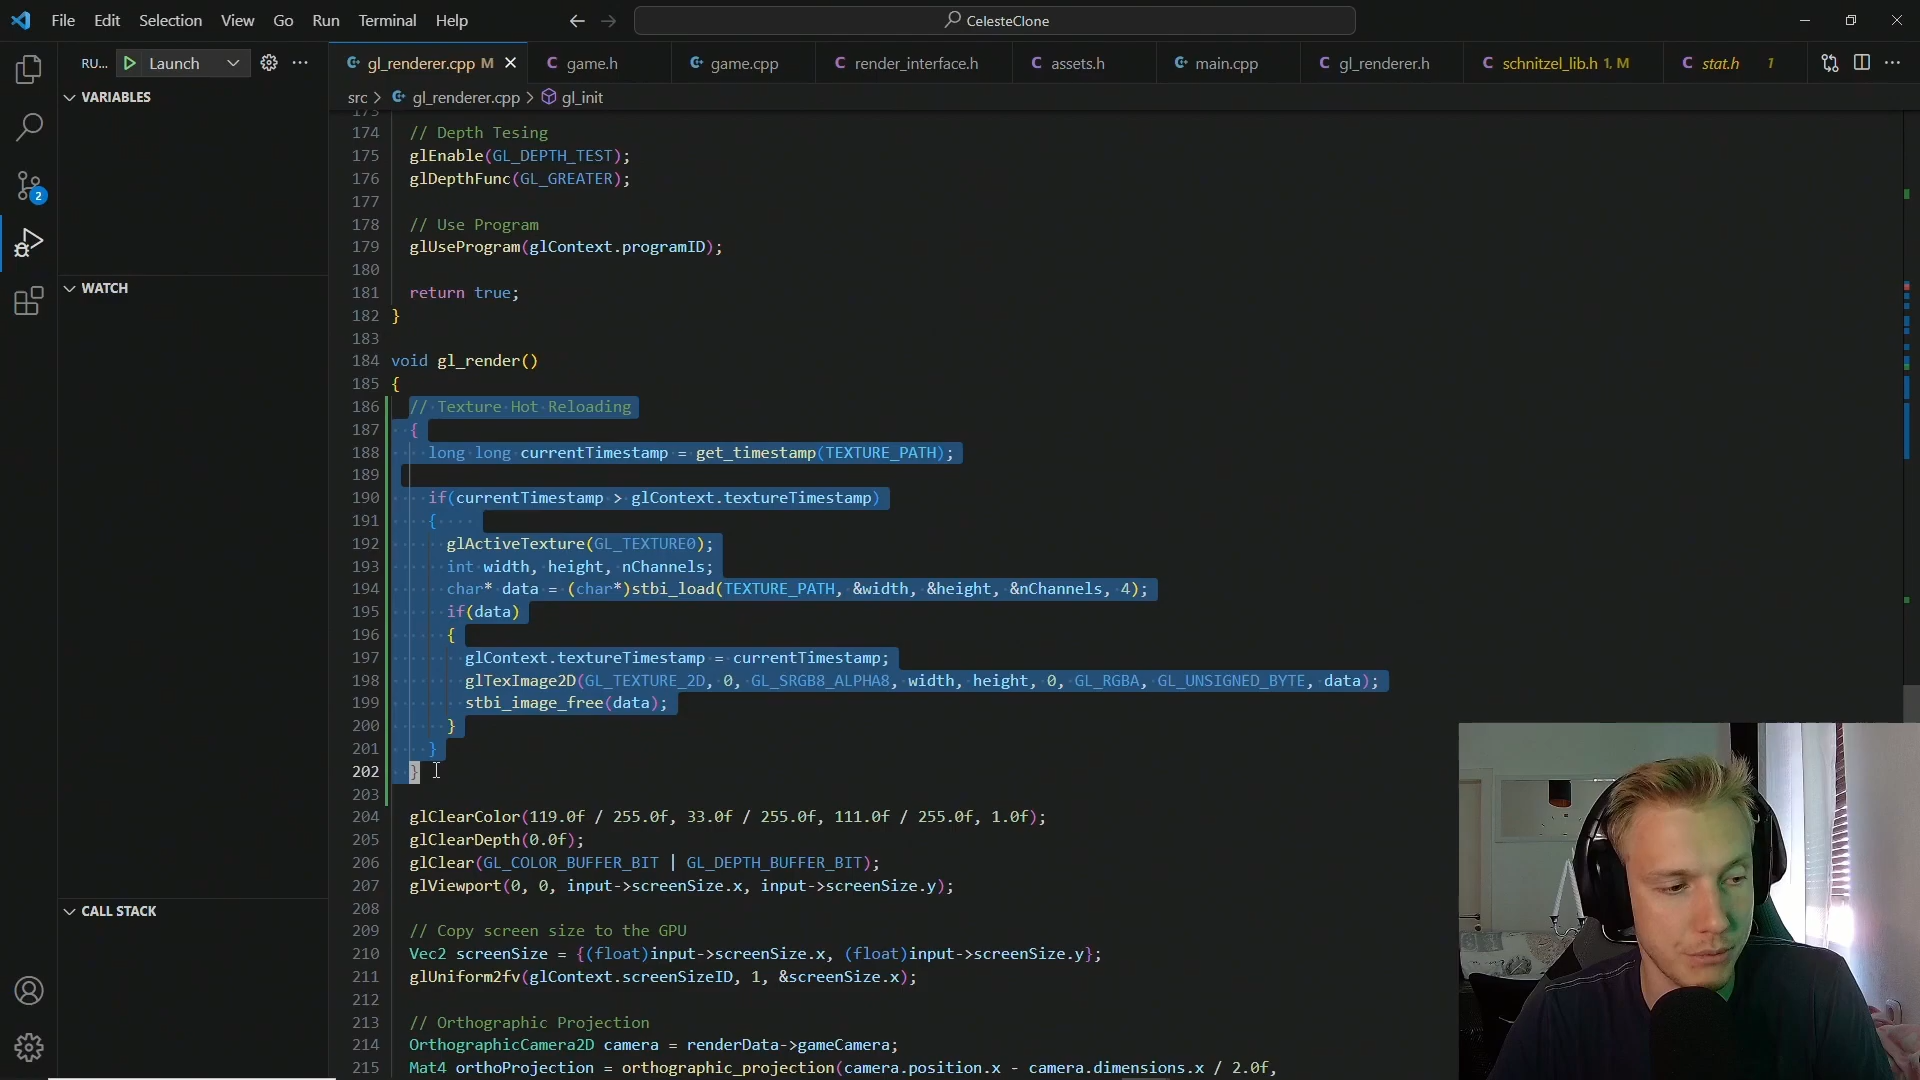 File Edit Selection View Go Run Terminal Help
CelesteClone
RU... Launch
gl_renderer.cpp M game.h game.cpp render_interface.h assets.h main.cpp gl_renderer.h schnitzel_lib.h 1, M stat.h 1
src > gl_renderer.cpp > gl_init
VARIABLES
WATCH
CALL STACK
2
173
174 // Depth Tesing
175 glEnable(GL_DEPTH_TEST);
176 glDepthFunc(GL_GREATER);
177
178 // Use Program
179 glUseProgram(glContext.programID);
180
181 return true;
182 }
183
184 void gl_render()
185 {
186 // Texture Hot Reloading
187 {
188 long long currentTimestamp = get_timestamp(TEXTURE_PATH);
189
190 if(currentTimestamp > glContext.textureTimestamp)
191 {
192 glActiveTexture(GL_TEXTURE0);
193 int width, height, nChannels;
194 char* data = (char*)stbi_load(TEXTURE_PATH, &width, &height, &nChannels, 4);
195 if(data)
196 {
197 glContext.textureTimestamp = currentTimestamp;
198 glTexImage2D(GL_TEXTURE_2D, 0, GL_SRGB8_ALPHA8, width, height, 0, GL_RGBA, GL_UNSIGNED_BYTE, data);
199 stbi_image_free(data);
200 }
201 }
202 }
203
204 glClearColor(119.0f / 255.0f, 33.0f / 255.0f, 111.0f / 255.0f, 1.0f);
205 glClearDepth(0.0f);
206 glClear(GL_COLOR_BUFFER_BIT | GL_DEPTH_BUFFER_BIT);
207 glViewport(0, 0, input->screenSize.x, input->screenSize.y);
208
209 // Copy screen size to the GPU
210 Vec2 screenSize = {(float)input->screenSize.x, (float)input->screenSize.y};
211 glUniform2fv(glContext.screenSizeID, 1, &screenSize.x);
212
213 // Orthographic Projection
214 OrthographicCamera2D camera = renderData->gameCamera;
215 Mat4 orthoProjection = orthographic_projection(camera.position.x - camera.dimensions.x / 2.0f,